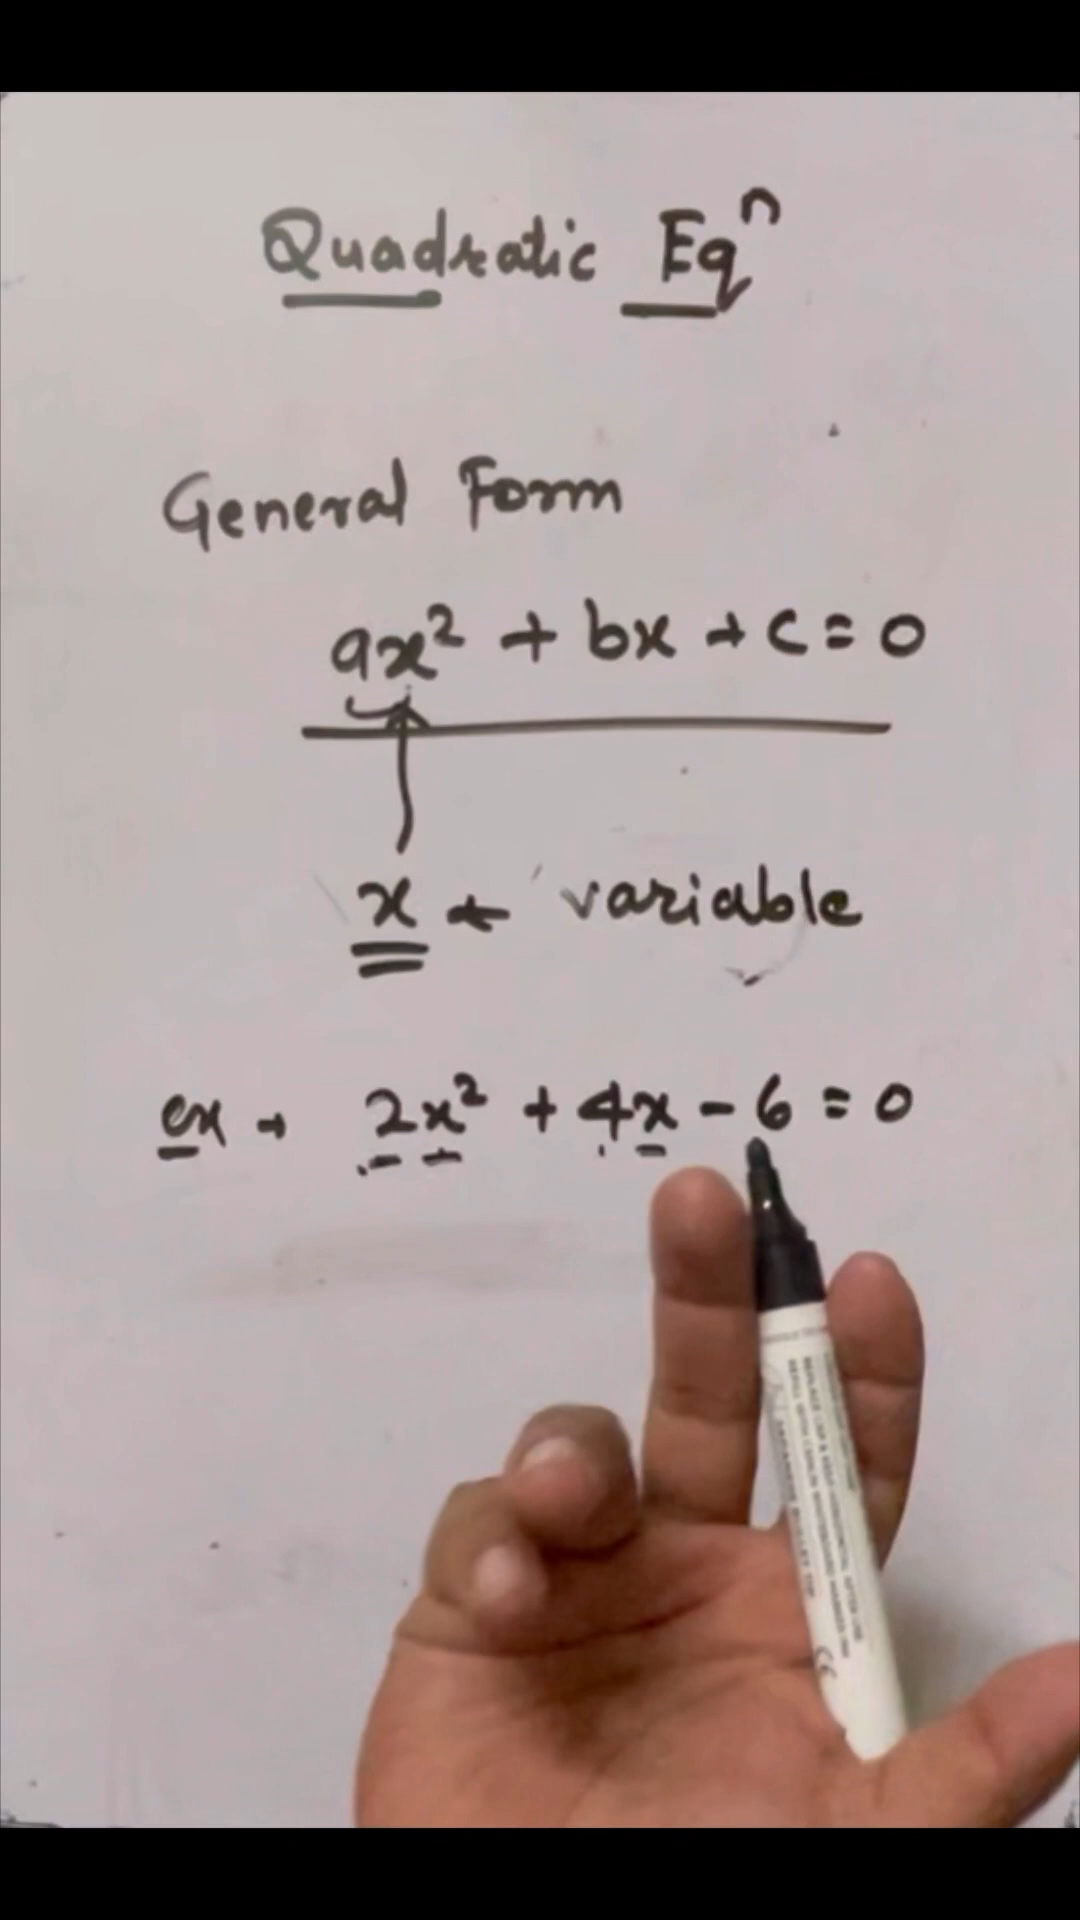 Quadratic Eqⁿ
General Form
ax² + bx + c = 0
x ← variable
ex → 2x² + 4x - 6 = 0